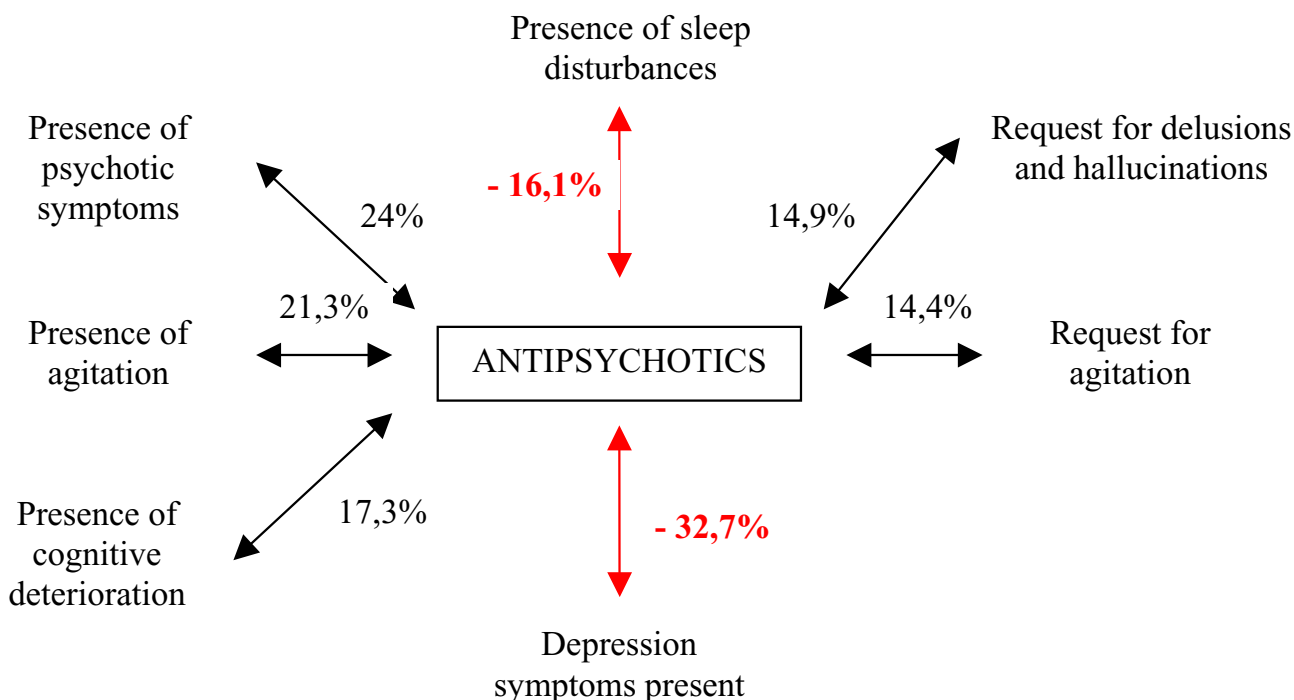 Presence of sleep
disturbances
Presence of
psychotic
symptoms
Request for delusions
and hallucinations
- 16,1%
24%
14,9%
21,3%
14,4%
Presence of
agitation
ANTIPSYCHOTICS
Request for
agitation
17,3%
- 32,7%
Presence of
cognitive
deterioration
Depression
symptoms present